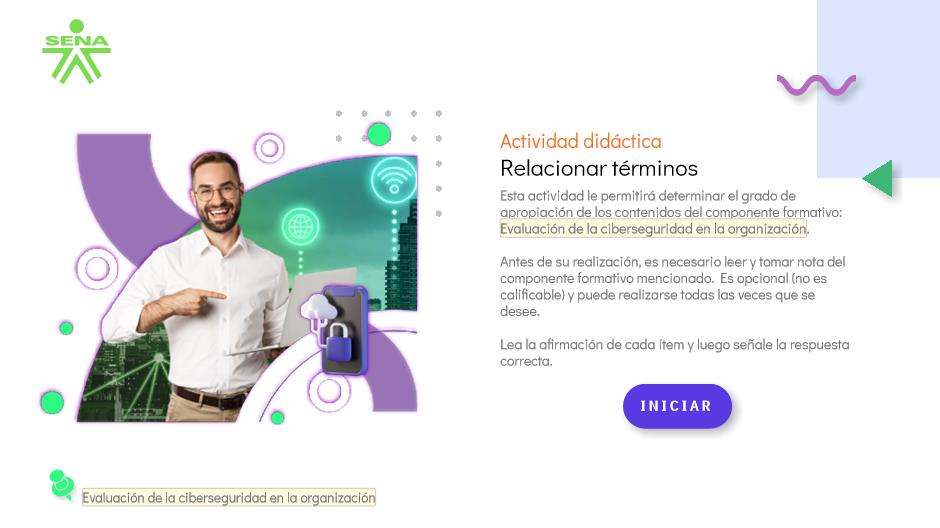 SENA
Actividad didáctica
Relacionar términos
Esta actividad le permitirá determinar el grado de
apropiación de los contenidos del componente formativo:
Evaluación de la ciberseguridad en la organización.
Antes de su realización, es necesario leer y tomar nota del
componente formativo mencionado. Es opcional (no es
calificable) y puede realizarse todas las veces que se
desee.
Lea la afirmación de cada ítem y luego señale la respuesta
correcta.
INICIAR
Evaluación de la ciberseguridad en la organización